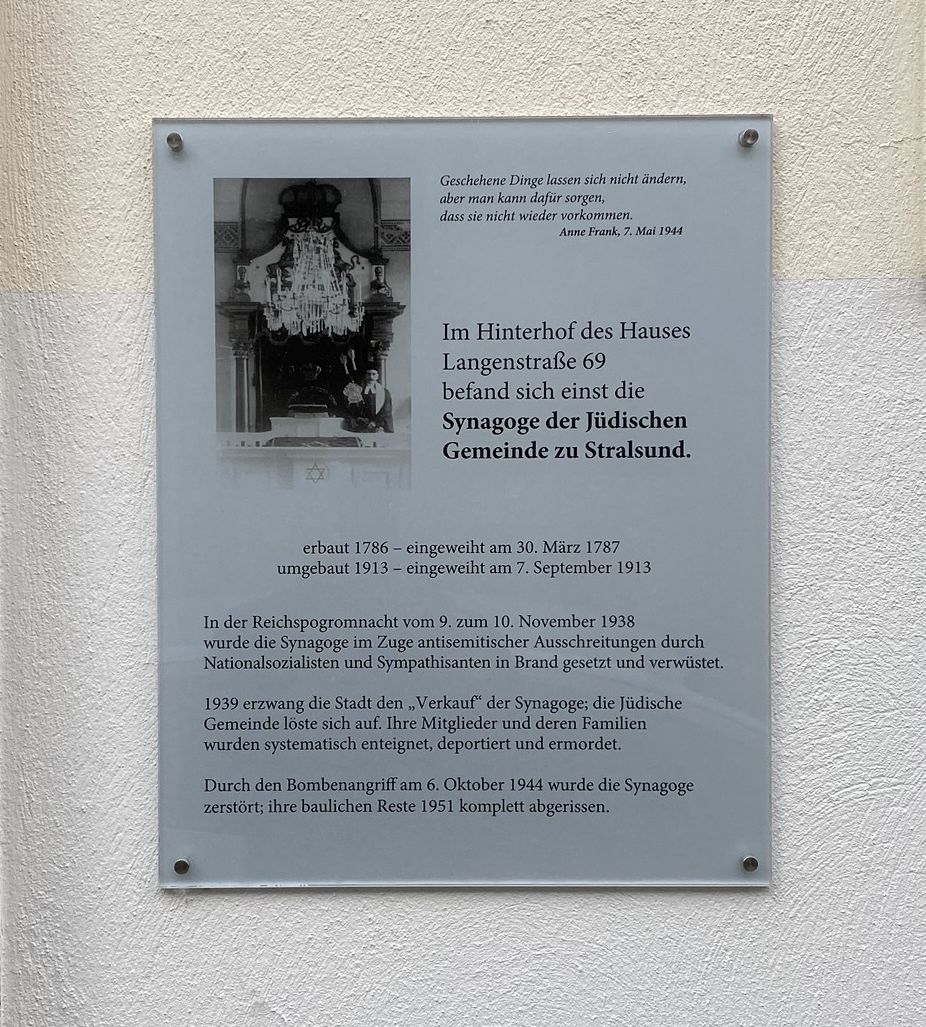 Geschehene Dinge lassen sich nicht ändern,
aber man kann dafür sorgen,
dass sie nicht wieder vorkommen.
Anne Frank, 7. Mai 1944
Im Hinterhof des Hauses
Langenstraße 69
befand sich einst die
Synagoge der Jüdischen
Gemeinde zu Stralsund.
erbaut 1786 – eingeweiht am 30. März 1787
umgebaut 1913 – eingeweiht am 7. September 1913
In der Reichspogromnacht vom 9. zum 10. November 1938
wurde die Synagoge im Zuge antisemitischer Ausschreitungen durch
Nationalsozialisten und Sympathisanten in Brand gesetzt und verwüstet.
1939 erzwang die Stadt den „Verkauf“ der Synagoge; die Jüdische
Gemeinde löste sich auf. Ihre Mitglieder und deren Familien
wurden systematisch enteignet, deportiert und ermordet.
Durch den Bombenangriff am 6. Oktober 1944 wurde die Synagoge
zerstört; ihre baulichen Reste 1951 komplett abgerissen.